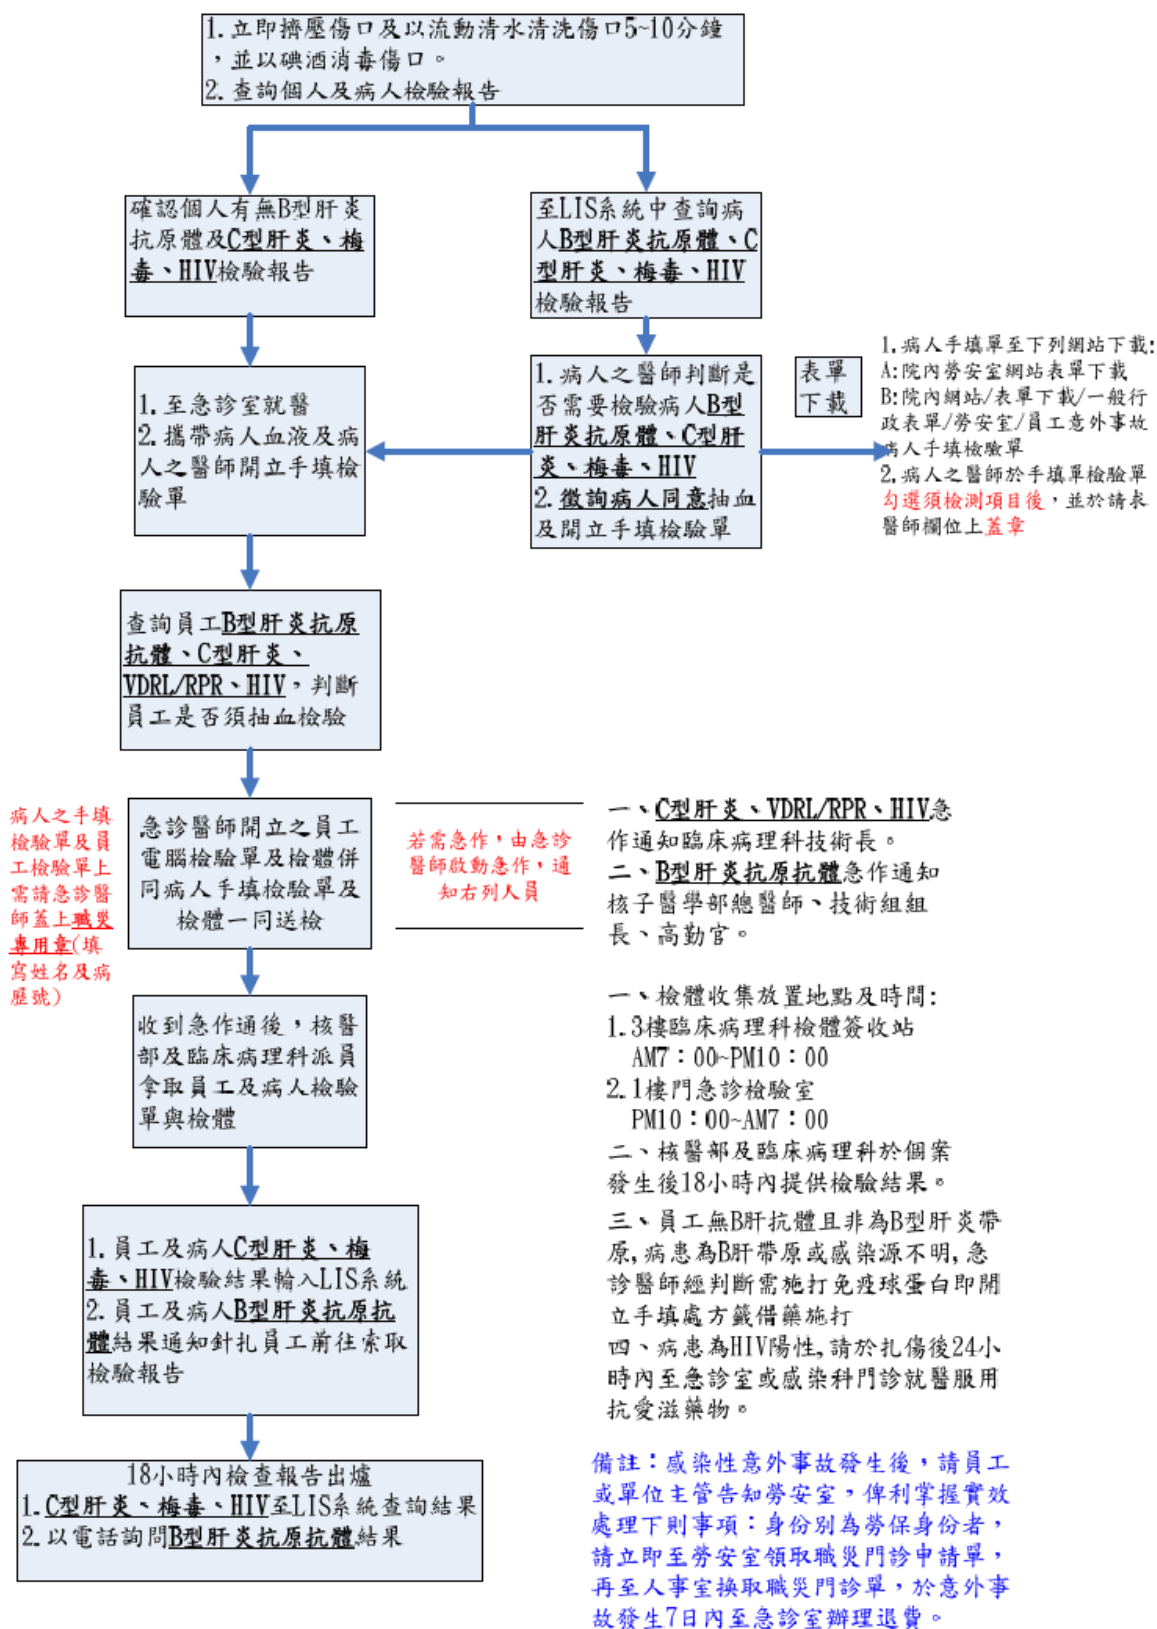 1.立即擠壓傷口及以流動清水清洗傷口5~10分鐘
，並以碘酒消毒傷口。
2.查詢個人及病人檢驗報告
確認個人有無B型肝炎
抗原體及C型肝炎、梅
毒、HIV檢驗報告
至LIS系統中查詢病
人B型肝炎抗原體、C
型肝炎、梅毒、HIV
檢驗報告
1.至急診室就醫
2.攜帶病人血液及病
人之醫師開立手填檢
驗單
1.病人之醫師判斷是
否需要檢驗病人B型
肝炎抗原體、C型肝
炎、梅毒、HIV
2.徵詢病人同意抽血
及開立手填檢驗單
表單
下載
1.病人手填單至下列網站下載:
A:院內勞安室網站表單下載
B:院內網站/表單下載/一般行
政表單/勞安室/員工意外事故
病人手填檢驗單
2.病人之醫師於手填單檢驗單
勾選須檢測項目後，並於請求
醫師欄位上蓋章
查詢員工B型肝炎抗原
抗體、C型肝炎、
VDRL/RPR、HIV，判斷
員工是否須抽血檢驗
病人之手填
檢驗單及員
工檢驗單上
需請急診醫
師蓋上職災
專用章(填
寫姓名及病
歷號)
急診醫師開立之員工
電腦檢驗單及檢體併
同病人手填檢驗單及
檢體一同送檢
若需急作，由急診
醫師啟動急作，通
知右列人員
一、C型肝炎、VDRL/RPR、HIV急
作通知臨床病理科技術長。
二、B型肝炎抗原抗體急作通知
核子醫學部總醫師、技術組組
長、高勤官。
收到急作通後，核醫
部及臨床病理科派員
拿取員工及病人檢驗
單與檢體
一、檢體收集放置地點及時間:
1.3樓臨床病理科檢體簽收站
AM7：00~PM10：00
2.1樓門急診檢驗室
PM10：00~AM7：00
二、核醫部及臨床病理科於個案
發生後18小時內提供檢驗結果。
三、員工無B肝抗體且非為B型肝炎帶
原,病患為B肝帶原或感染源不明,急
診醫師經判斷需施打免疫球蛋白即開
立手填處方籤借藥施打
四、病患為HIV陽性,請於扎傷後24小
時內至急診室或感染科門診就醫服用
抗愛滋藥物。
1.員工及病人C型肝炎、梅
毒、HIV檢驗結果輸入LIS系統
2.員工及病人B型肝炎抗原抗
體結果通知針扎員工前往索取
檢驗報告
18小時內檢查報告出爐
1.C型肝炎、梅毒、HIV至LIS系統查詢結果
2.以電話詢問B型肝炎抗原抗體結果
備註：感染性意外事故發生後，請員工
或單位主管告知勞安室，俾利掌握實效
處理下則事項：身份別為勞保身份者，
請立即至勞安室領取職災門診申請單，
再至人事室換取職災門診單，於意外事
故發生7日內至急診室辦理退費。